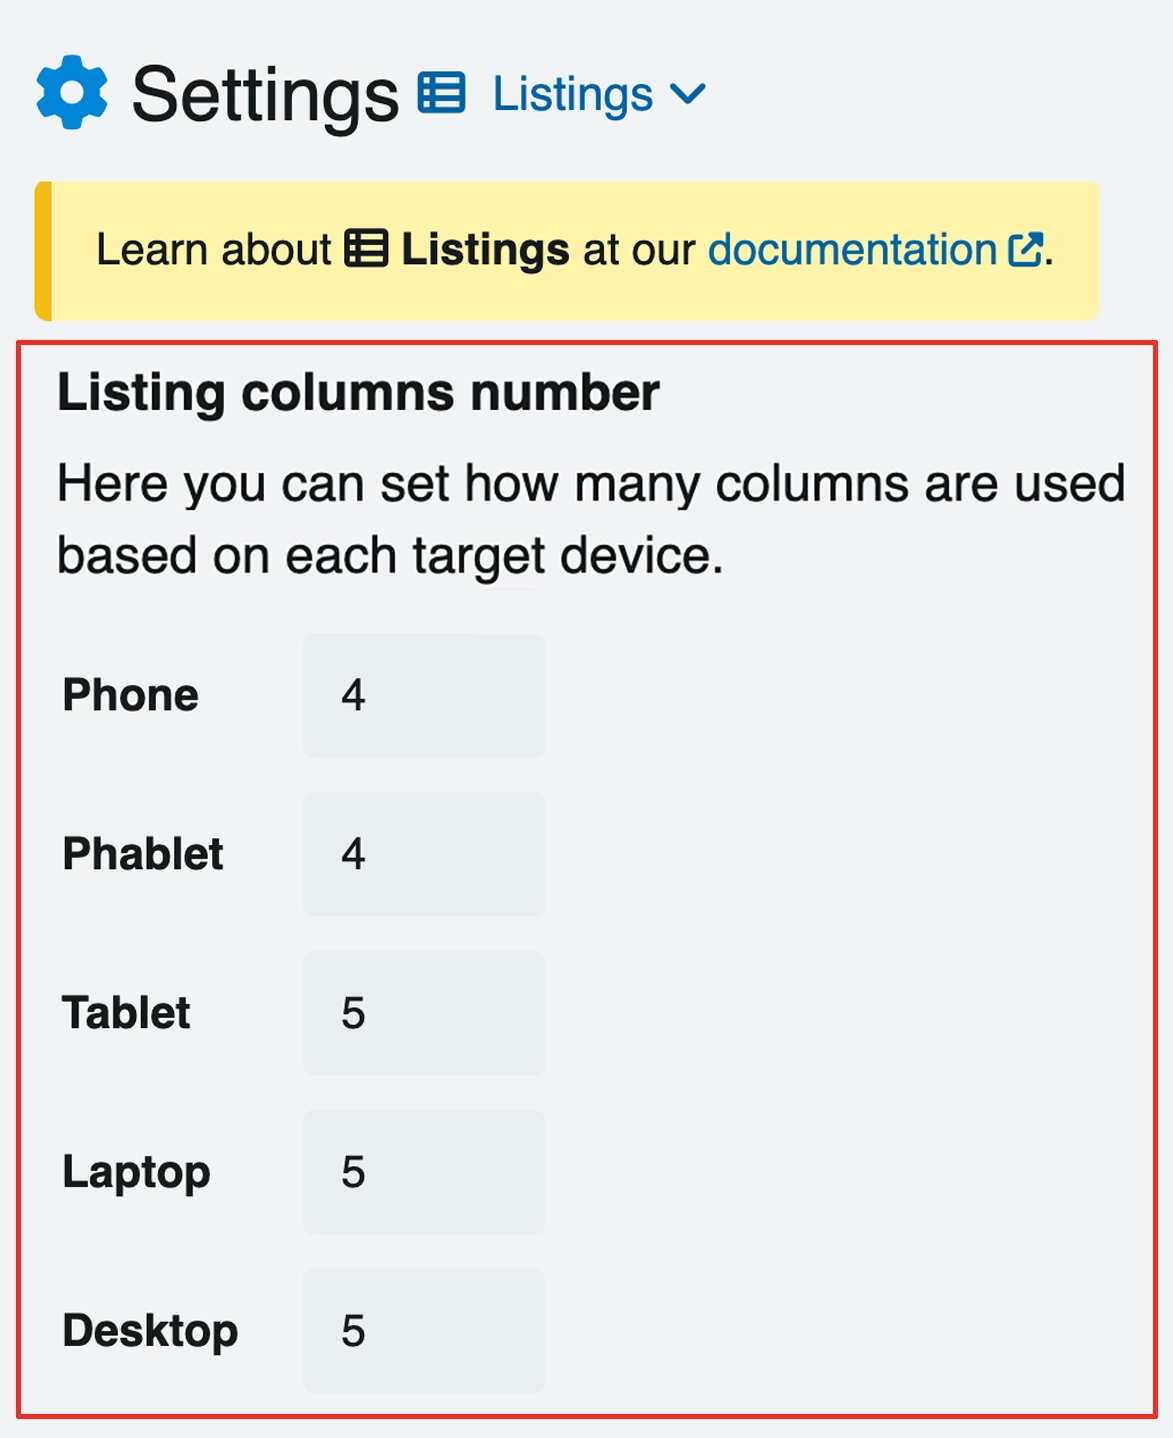 Settings Listings
Learn about Listings at our documentation.
Listing columns number
Here you can set how many columns are used
based on each target device.
Phone 4
Phablet 4
Tablet 5
Laptop 5
Desktop 5